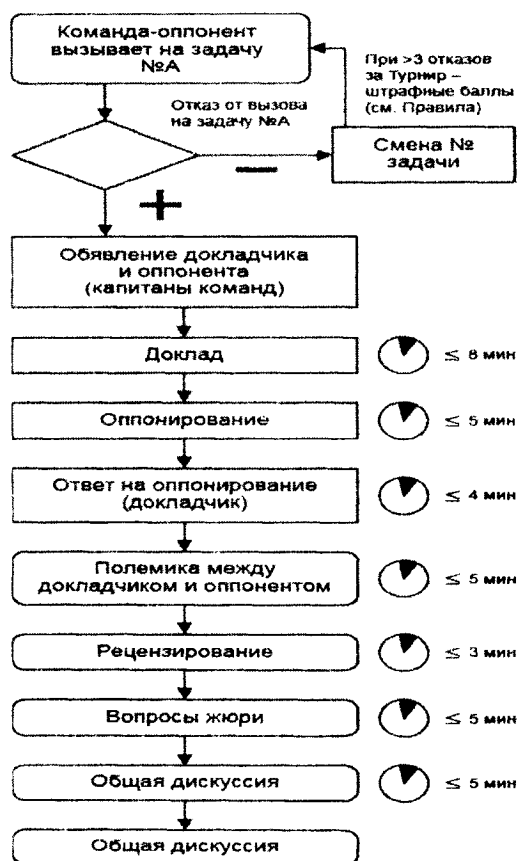 Команда-оппонент
вызывает на задачу
№А
При >3 отказов
за Турнир –
штрафные баллы
(см. Правила)
Отказ от вызова
на задачу №А
Смена №
задачи
Обявление докладчика
и оппонента
(капитаны команд)
Доклад
≤ 8 мин
Оппонирование
≤ 5 мин
Ответ на оппонирование
(докладчик)
≤ 4 мин
Полемика между
докладчиком и оппонентом
≤ 5 мин
Рецензирование
≤ 3 мин
Вопросы жюри
≤ 5 мин
Общая дискуссия
≤ 5 мин
Общая дискуссия